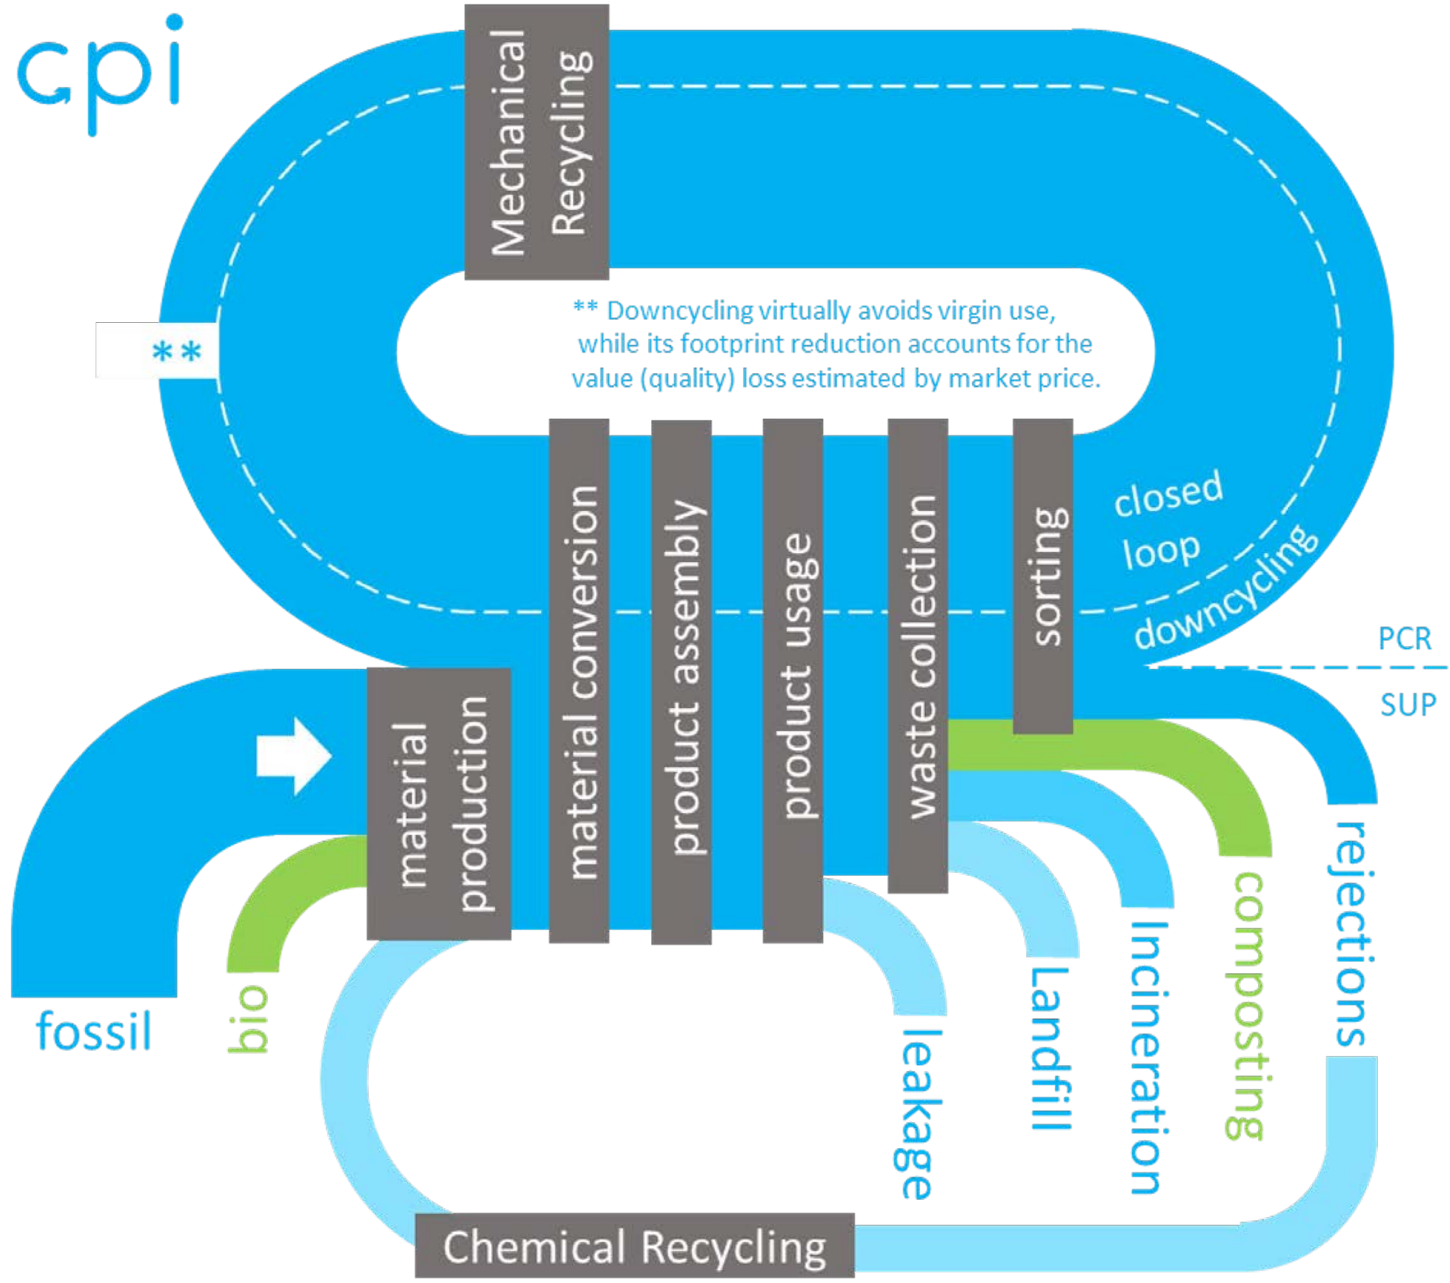 cpi
Mechanical
Recycling
** Downcycling virtually avoids virgin use,
while its footprint reduction accounts for the
value (quality) loss estimated by market price.
**
material conversion
product assembly
product usage
waste collection
sorting
closed
loop
downcycling
PCR
SUP
material
production
fossil
bio
leakage
Landfill
Incineration
composting
rejections
Chemical Recycling